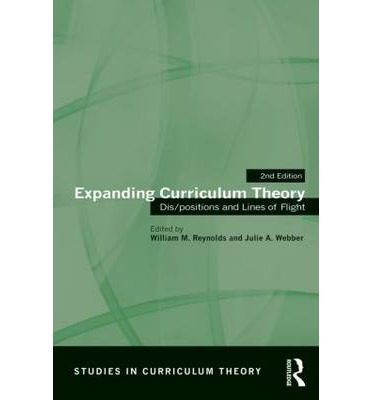 2nd Edition
Expanding Curriculum Theory
Dis/positions and Lines of Flight
Edited by
William M. Reynolds and Julie A. Webber
STUDIES IN CURRICULUM THEORY
ROUTLEDGE